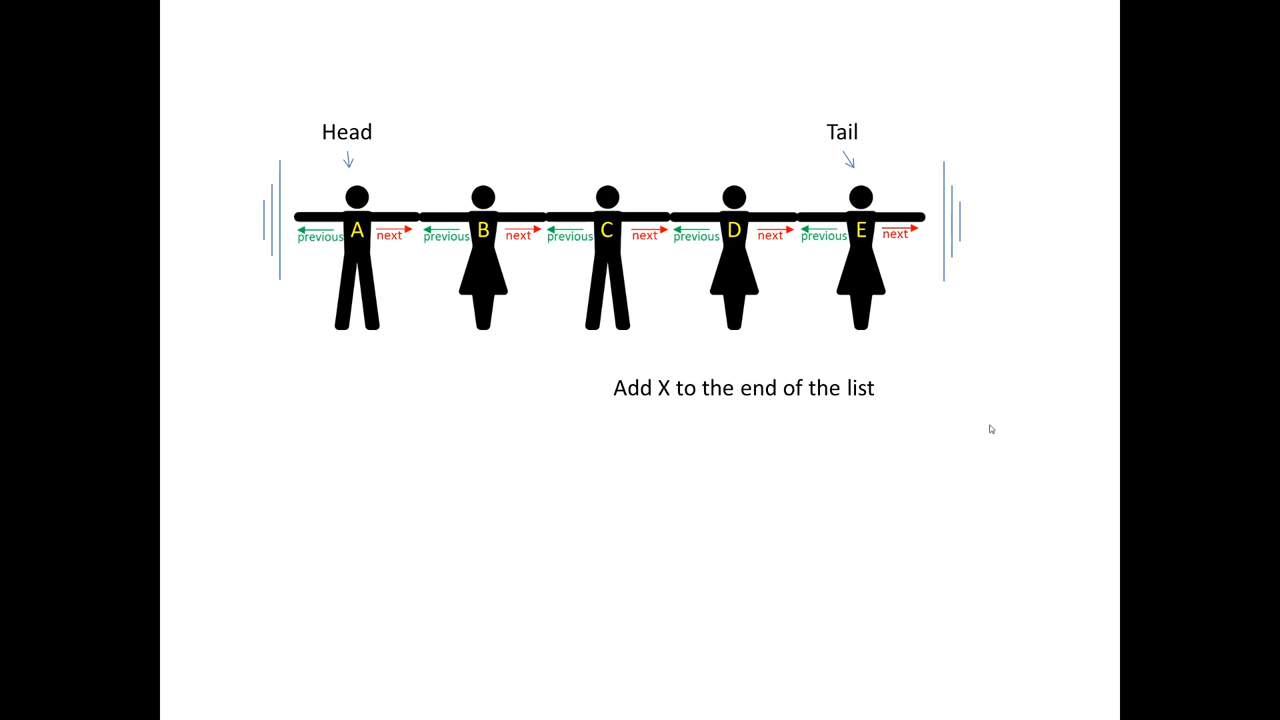 Head Tail
previous A next previous B next previous C next previous D next previous E next
Add X to the end of the list